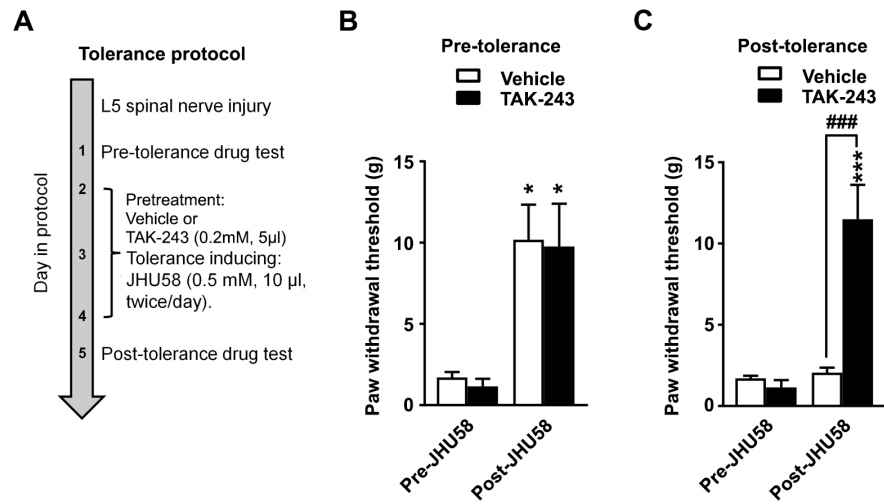 A
Tolerance protocol
Day in protocol
L5 spinal nerve injury
1 Pre-tolerance drug test
2
Pretreatment:
Vehicle or
TAK-243 (0.2mM, 5µl)
3
Tolerance inducing:
JHU58 (0.5 mM, 10 µl,
twice/day).
4
5 Post-tolerance drug test
B
Pre-tolerance
Vehicle
TAK-243
Paw withdrawal threshold (g)
15
10
5
0
* *
Pre-JHU58
Post-JHU58
C
Post-tolerance
Vehicle
TAK-243
###
***
Paw withdrawal threshold (g)
15
10
5
0
Pre-JHU58
Post-JHU58